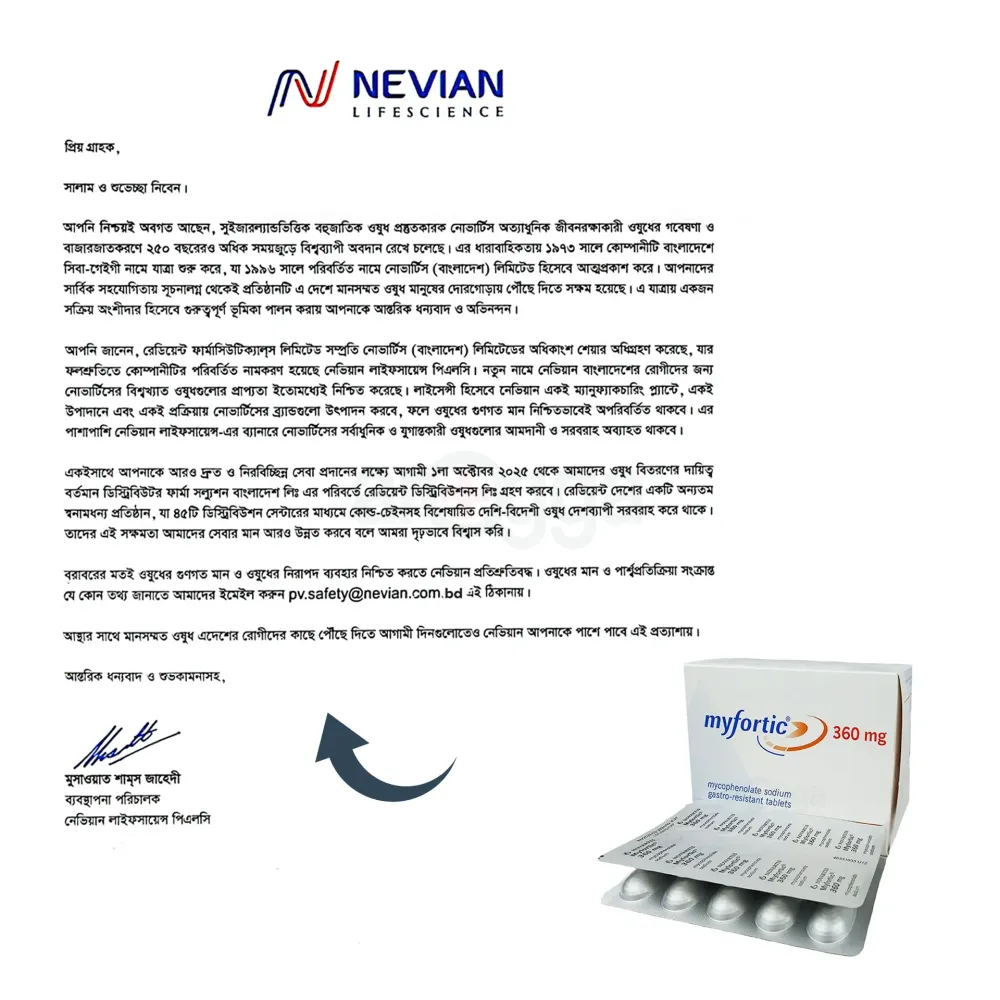 NEVIAN
LIFESCIENCE
প্রিয় গ্রাহক,
সালাম ও শুভেচ্ছা নিবেন।
আপনি নিশ্চয়ই অবগত আছেন, সুইজারল্যান্ডভিত্তিক বহুজাতিক ওষুধ প্রস্তুতকারক নোভার্টিস অত্যাধুনিক জীবনরক্ষাকারী ওষুধের গবেষণা ও
বাজারজাতকরণে ২৫০ বছরেরও অধিক সময়জুড়ে বিশ্বব্যাপী অবদান রেখে চলেছে। এর ধারাবাহিকতায় ১৯৭৩ সালে কোম্পানীটি বাংলাদেশে
সিবা-গেইগী নামে যাত্রা শুরু করে, যা ১৯৯৬ সালে পরিবর্তিত নামে নোভার্টিস (বাংলাদেশ) লিমিটেড হিসেবে আত্মপ্রকাশ করে। আপনাদের
সার্বিক সহযোগিতায় সূচনালগ্ন থেকেই প্রতিষ্ঠানটি এ দেশে মানসম্মত ওষুধ মানুষের দোরগোড়ায় পৌঁছে দিতে সক্ষম হয়েছে। এ যাত্রায় একজন
সক্রিয় অংশীদার হিসেবে গুরুত্বপূর্ণ ভূমিকা পালন করায় আপনাকে আন্তরিক ধন্যবাদ ও অভিনন্দন।
আপনি জানেন, রেডিয়েন্ট ফার্মাসিউটিক্যাল্‌স লিমিটেড সম্প্রতি নোভার্টিস (বাংলাদেশ) লিমিটেডের অধিকাংশ শেয়ার অধিগ্রহণ করেছে, যার
ফলশ্রুতিতে কোম্পানীটির পরিবর্তিত নামকরণ হয়েছে নেভিয়ান লাইফসায়েন্স পিএলসি। নতুন নামে নেভিয়ান বাংলাদেশের রোগীদের জন্য
নোভার্টিসের বিশ্বখ্যাত ওষুধগুলোর প্রাপ্যতা ইতোমধ্যেই নিশ্চিত করেছে। লাইসেন্সী হিসেবে নেভিয়ান একই ম্যানুফ্যাকচারিং প্ল্যান্টে, একই
উপাদানে এবং একই প্রক্রিয়ায় নোভার্টিসের ব্র্যান্ডগুলো উৎপাদন করবে, ফলে ওষুধের গুণগত মান নিশ্চিতভাবেই অপরিবর্তিত থাকবে। এর
পাশাপাশি নেভিয়ান লাইফসায়েন্স-এর ব্যানারে নোভার্টিসের সর্বাধুনিক ও যুগান্তকারী ওষুধগুলোর আমদানী ও সরবরাহ অব্যাহত থাকবে।
একইসাথে আপনাকে আরও দ্রুত ও নিরবিচ্ছিন্ন সেবা প্রদানের লক্ষ্যে আগামী ১লা অক্টোবর ২০২৫ থেকে আমাদের ওষুধ বিতরণের দায়িত্ব
বর্তমান ডিস্ট্রিবিউটর ফার্মা সল্যুশন বাংলাদেশ লিঃ এর পরিবর্তে রেডিয়েন্ট ডিস্ট্রিবিউশনস লিঃ গ্রহণ করবে। রেডিয়েন্ট দেশের একটি অন্যতম
স্বনামধন্য প্রতিষ্ঠান, যা ৪৫টি ডিস্ট্রিবিউশন সেন্টারের মাধ্যমে কোল্ড-চেইনসহ বিশেষায়িত দেশি-বিদেশী ওষুধ দেশব্যাপী সরবরাহ করে থাকে।
তাদের এই সক্ষমতা আমাদের সেবার মান আরও উন্নত করবে বলে আমরা দৃঢ়ভাবে বিশ্বাস করি।
বরাবরের মতই ওষুধের গুণগত মান ও ওষুধের নিরাপদ ব্যবহার নিশ্চিত করতে নেভিয়ান প্রতিশ্রুতিবদ্ধ। ওষুধের মান ও পার্শ্বপ্রতিক্রিয়া সংক্রান্ত
যে কোন তথ্য জানাতে আমাদের ইমেইল করুন pv.safety@nevian.com.bd এই ঠিকানায়।
আস্থার সাথে মানসম্মত ওষুধ এদেশের রোগীদের কাছে পৌঁছে দিতে আগামী দিনগুলোতেও নেভিয়ান আপনাকে পাশে পাবে এই প্রত্যাশায়।
আন্তরিক ধন্যবাদ ও শুভকামনাসহ,
মুসাওয়াত শাম্‌স জাহেদী
ব্যবস্থাপনা পরিচালক
নেভিয়ান লাইফসায়েন্স পিএলসি
myfortic® 360 mg
mycophenolate sodium
gastro-resistant tablets